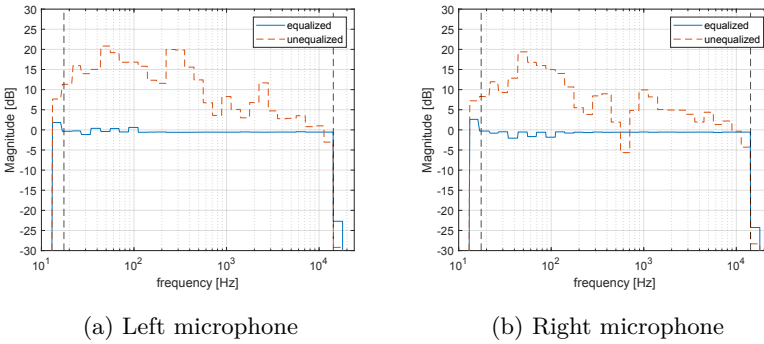 30
25
20
15
10
5
0
-5
-10
-15
-20
-25
-30
Magnitude [dB]
10^1 10^2 10^3 10^4
frequency [Hz]
equalized
unequalized
(a) Left microphone
30
25
20
15
10
5
0
-5
-10
-15
-20
-25
-30
Magnitude [dB]
10^1 10^2 10^3 10^4
frequency [Hz]
equalized
unequalized
(b) Right microphone